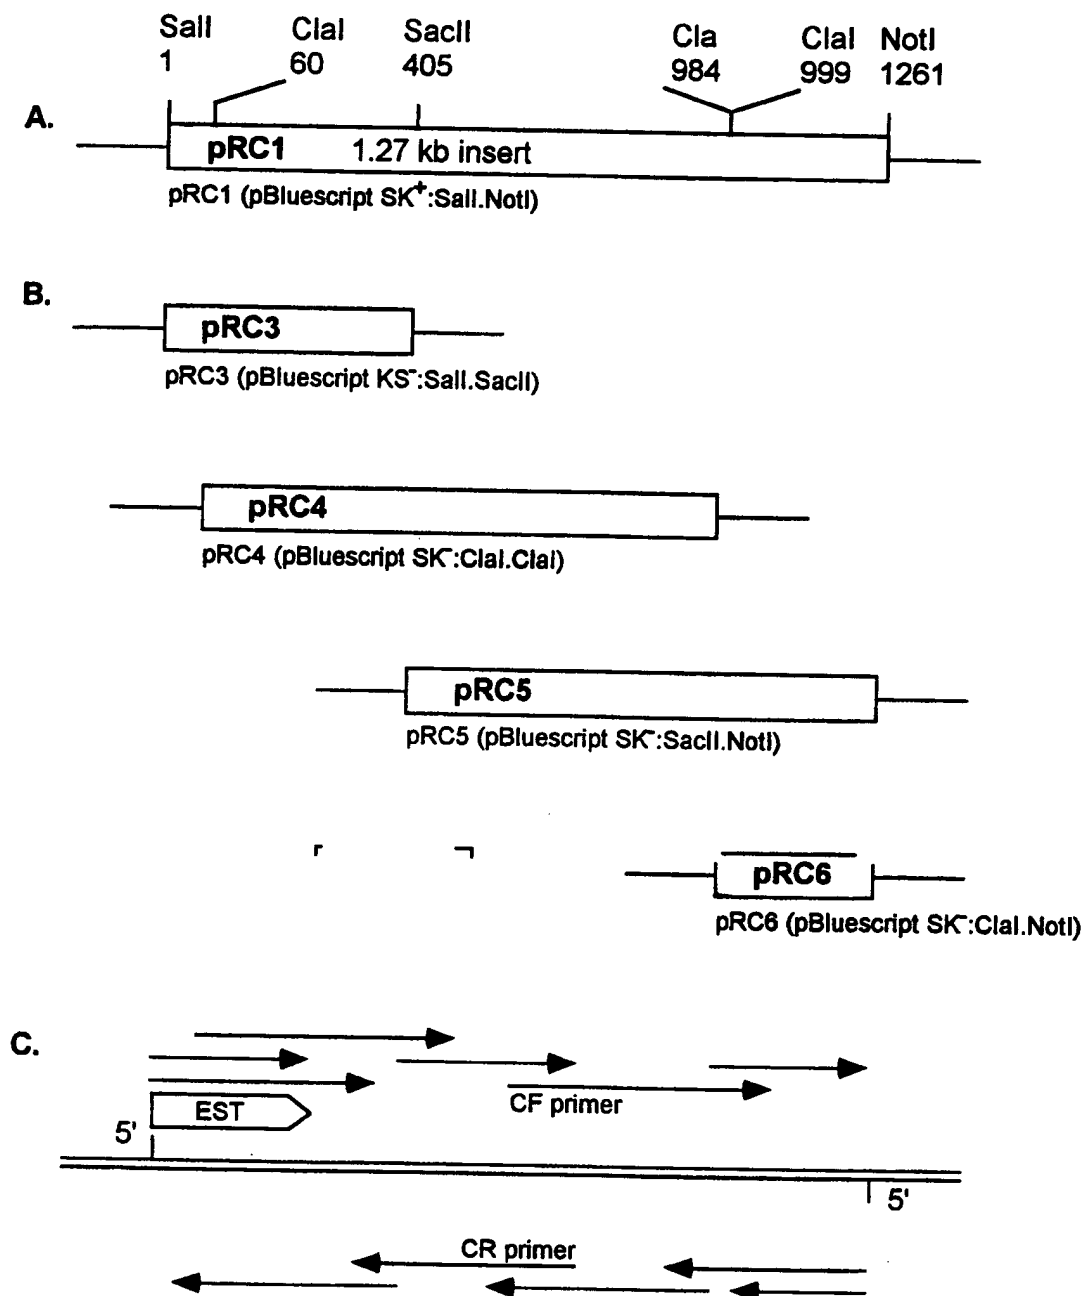 SalI ClaI SacII Cla ClaI NotI
1 60 405 984 999 1261
A.
pRC1 1.27 kb insert
pRC1 (pBluescript SK+:SalI.NotI)
B.
pRC3
pRC3 (pBluescript KS-:SalI.SacII)
pRC4
pRC4 (pBluescript SK-:ClaI.ClaI)
pRC5
pRC5 (pBluescript SK-:SacII.NotI)
pRC6
pRC6 (pBluescript SK-:ClaI.NotI)
C.
CF primer
EST
5'
5'
CR primer